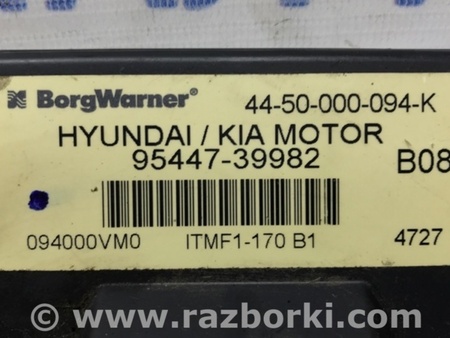 BorgWarner® 44-50-000-094-K
HYUNDAI / KIA MOTOR
95447-39982 B08
094000VM0 ITMF1-170 B1 4727
© www.razborki.com